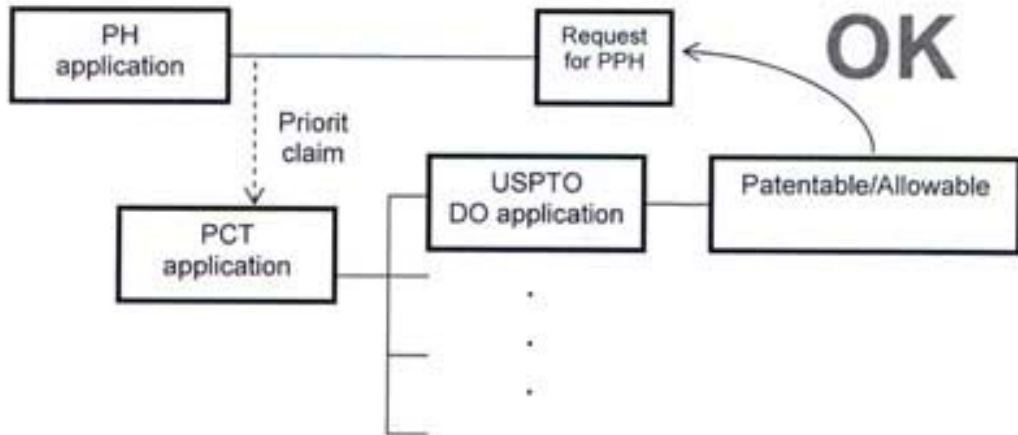 PH
application
Request
for PPH
OK
Priorit
claim
USPTO
DO application
Patentable/Allowable
PCT
application